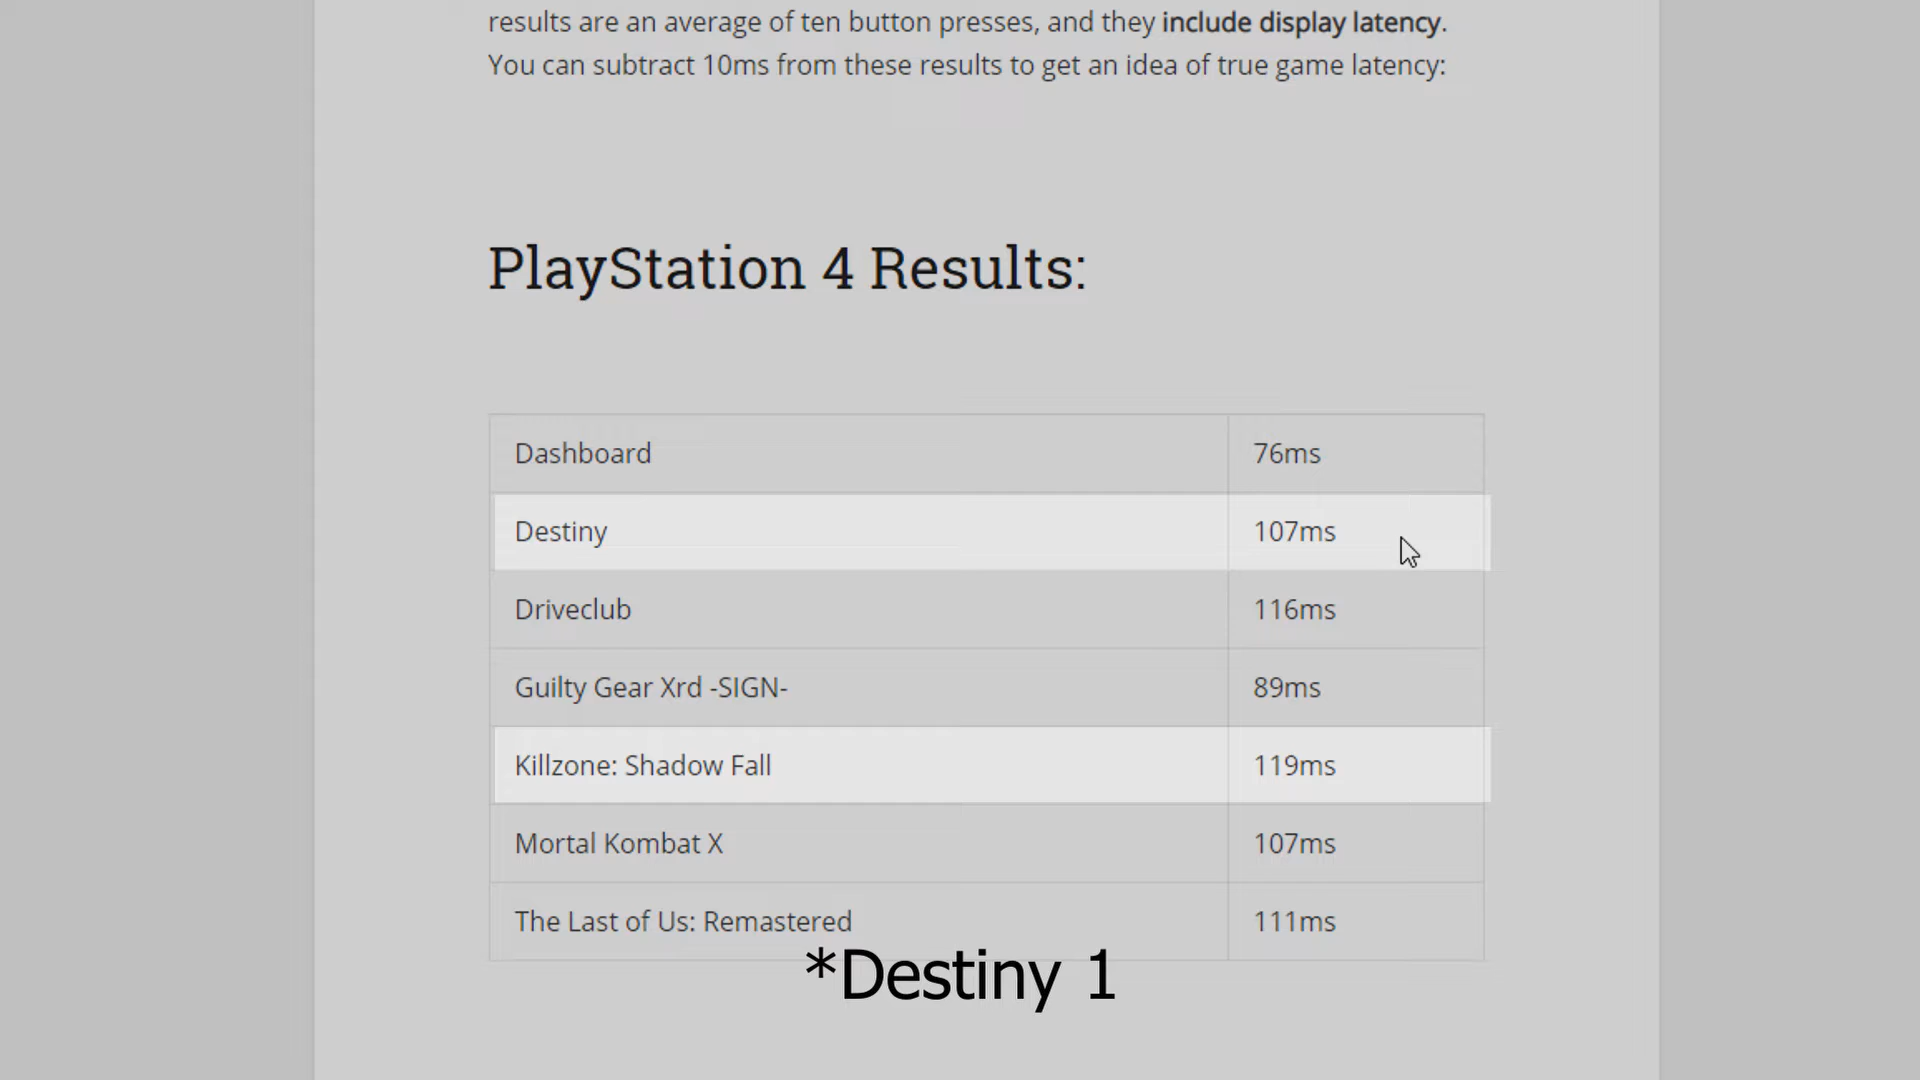 results are an average of ten button presses, and they include display latency.
You can subtract 10ms from these results to get an idea of true game latency:
PlayStation 4 Results:
Dashboard 76ms
Destiny 107ms
Driveclub 116ms
Guilty Gear Xrd -SIGN- 89ms
Killzone: Shadow Fall 119ms
Mortal Kombat X 107ms
The Last of Us: Remastered 111ms
*Destiny 1